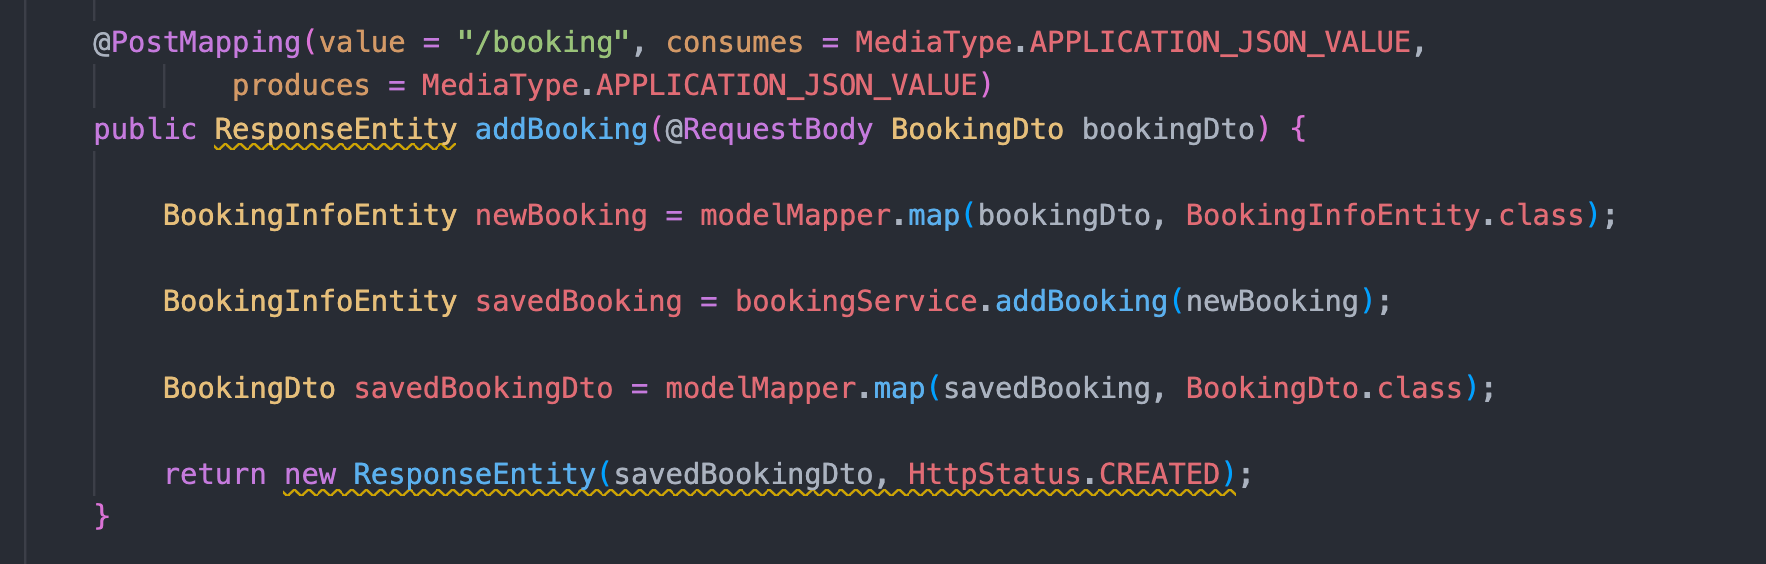 @PostMapping(value = "/booking", consumes = MediaType.APPLICATION_JSON_VALUE,
        produces = MediaType.APPLICATION_JSON_VALUE)
public ResponseEntity addBooking(@RequestBody BookingDto bookingDto) {
    BookingInfoEntity newBooking = modelMapper.map(bookingDto, BookingInfoEntity.class);
    BookingInfoEntity savedBooking = bookingService.addBooking(newBooking);
    BookingDto savedBookingDto = modelMapper.map(savedBooking, BookingDto.class);
    return new ResponseEntity(savedBookingDto, HttpStatus.CREATED);
}